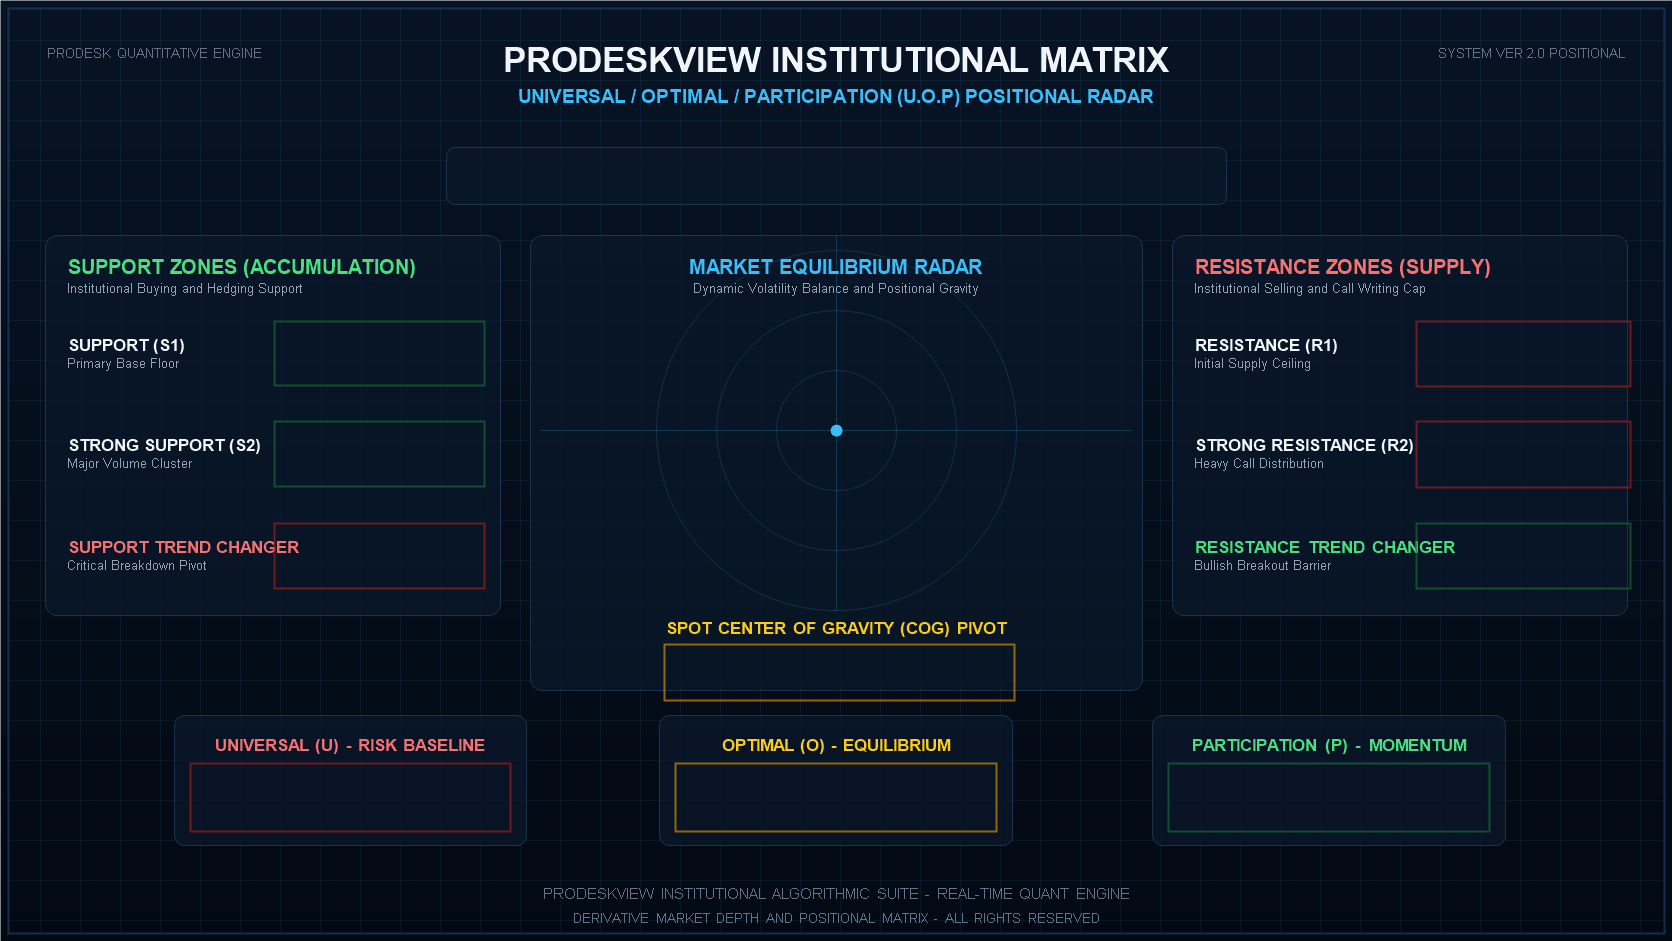 PRODESK QUANTITATIVE ENGINE
PRODESKVIEW INSTITUTIONAL MATRIX
SYSTEM VER 2.0 POSITIONAL
UNIVERSAL / OPTIMAL / PARTICIPATION (U.O.P) POSITIONAL RADAR
SUPPORT ZONES (ACCUMULATION)
Institutional Buying and Hedging Support
SUPPORT (S1)
Primary Base Floor
STRONG SUPPORT (S2)
Major Volume Cluster
SUPPORT TREND CHANGER
Critical Breakdown Pivot
MARKET EQUILIBRIUM RADAR
Dynamic Volatility Balance and Positional Gravity
SPOT CENTER OF GRAVITY (COG) PIVOT
RESISTANCE ZONES (SUPPLY)
Institutional Selling and Call Writing Cap
RESISTANCE (R1)
Initial Supply Ceiling
STRONG RESISTANCE (R2)
Heavy Call Distribution
RESISTANCE TREND CHANGER
Bullish Breakout Barrier
UNIVERSAL (U) - RISK BASELINE
OPTIMAL (O) - EQUILIBRIUM
PARTICIPATION (P) - MOMENTUM
PRODESKVIEW INSTITUTIONAL ALGORITHMIC SUITE - REAL-TIME QUANT ENGINE
DERIVATIVE MARKET DEPTH AND POSITIONAL MATRIX - ALL RIGHTS RESERVED